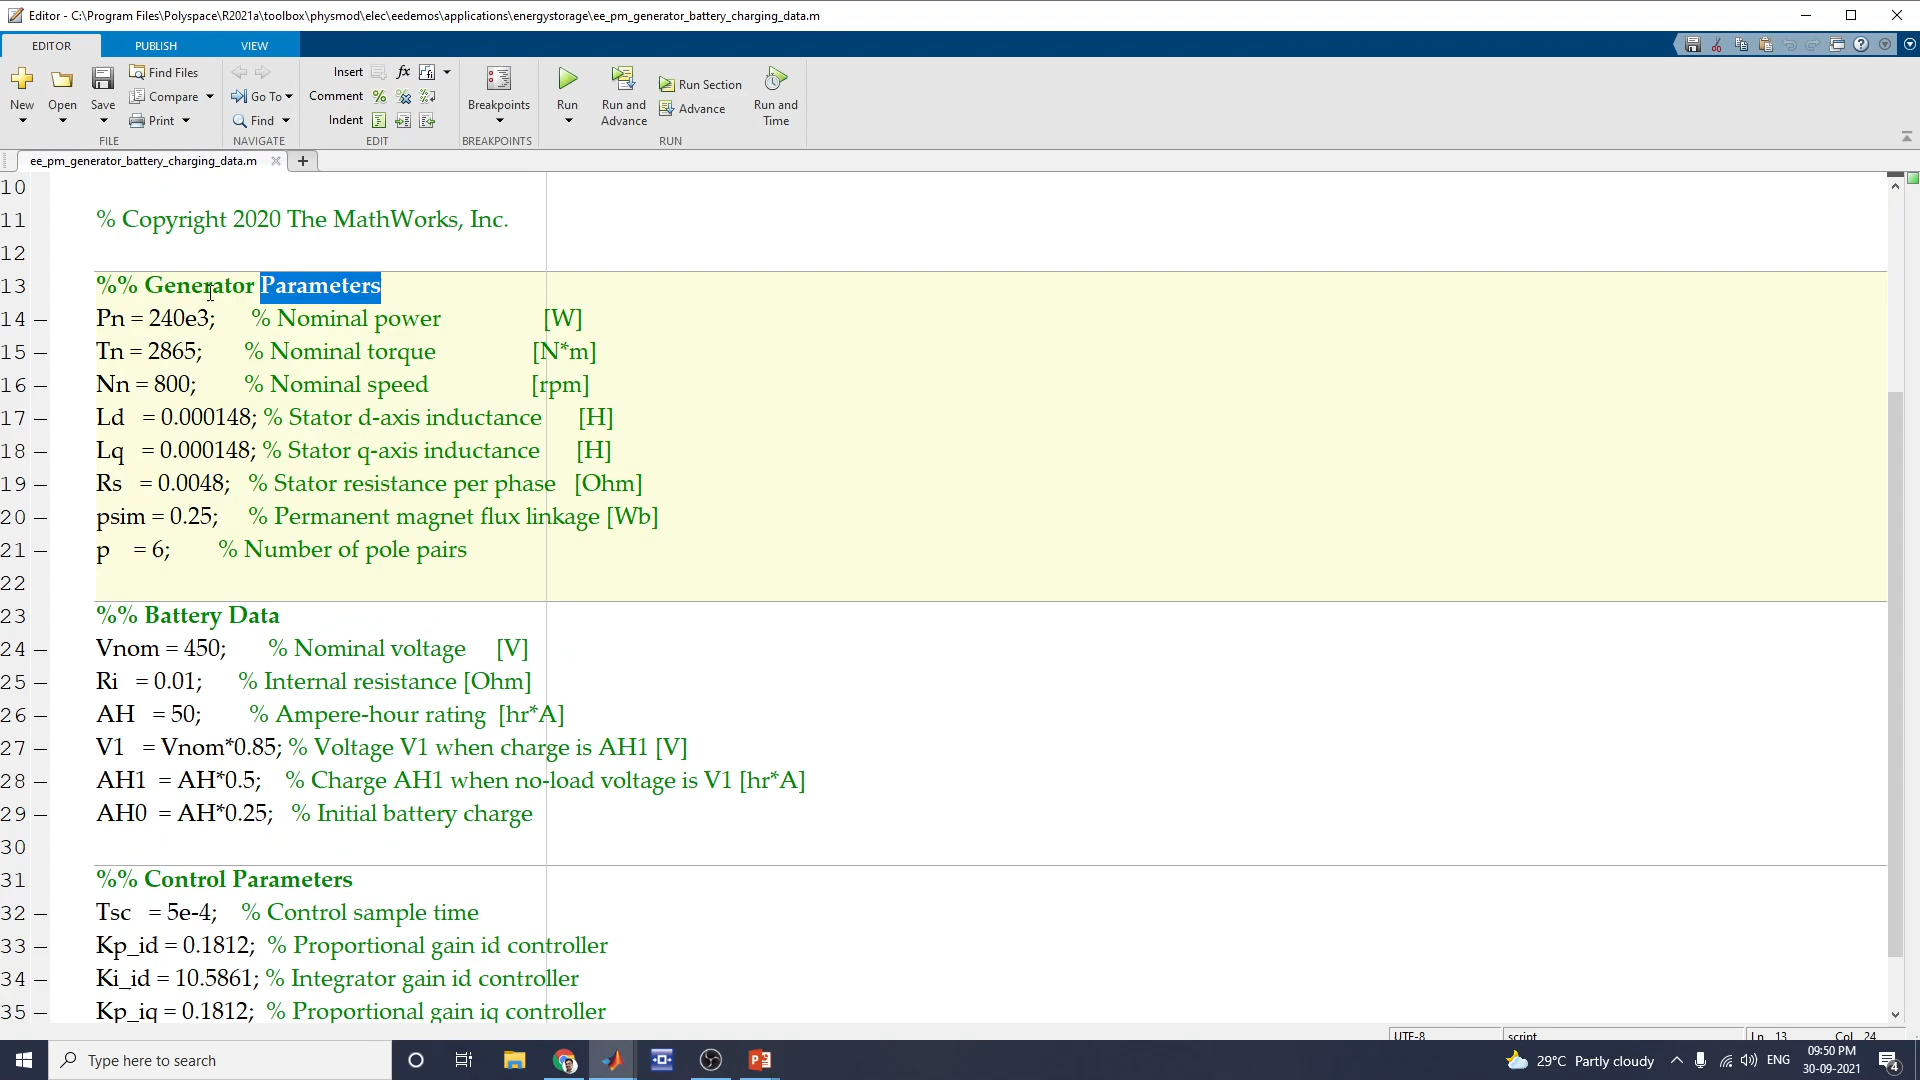 Editor - C:\Program Files\Polyspace\R2021a\toolbox\physmod\elec\eedemos\applications\energystorage\ee_pm_generator_battery_charging_data.m
EDITOR PUBLISH VIEW
New Open Save Find Files Compare Print Go To Find Insert Comment Indent Breakpoints Run Run and Advance Run Section Advance Run and Time
FILE NAVIGATE EDIT BREAKPOINTS RUN
ee_pm_generator_battery_charging_data.m
10
11 % Copyright 2020 The MathWorks, Inc.
12
13 %% Generator Parameters
14 – Pn = 240e3; % Nominal power [W]
15 – Tn = 2865; % Nominal torque [N*m]
16 – Nn = 800; % Nominal speed [rpm]
17 – Ld = 0.000148; % Stator d-axis inductance [H]
18 – Lq = 0.000148; % Stator q-axis inductance [H]
19 – Rs = 0.0048; % Stator resistance per phase [Ohm]
20 – psim = 0.25; % Permanent magnet flux linkage [Wb]
21 – p = 6; % Number of pole pairs
22
23 %% Battery Data
24 – Vnom = 450; % Nominal voltage [V]
25 – Ri = 0.01; % Internal resistance [Ohm]
26 – AH = 50; % Ampere-hour rating [hr*A]
27 – V1 = Vnom*0.85; % Voltage V1 when charge is AH1 [V]
28 – AH1 = AH*0.5; % Charge AH1 when no-load voltage is V1 [hr*A]
29 – AH0 = AH*0.25; % Initial battery charge
30
31 %% Control Parameters
32 – Tsc = 5e-4; % Control sample time
33 – Kp_id = 0.1812; % Proportional gain id controller
34 – Ki_id = 10.5861; % Integrator gain id controller
35 – Kp_iq = 0.1812; % Proportional gain iq controller
UTF-8 script Ln 13 Col 24
Type here to search
29°C Partly cloudy ENG
09:50 PM
30-09-2021
4